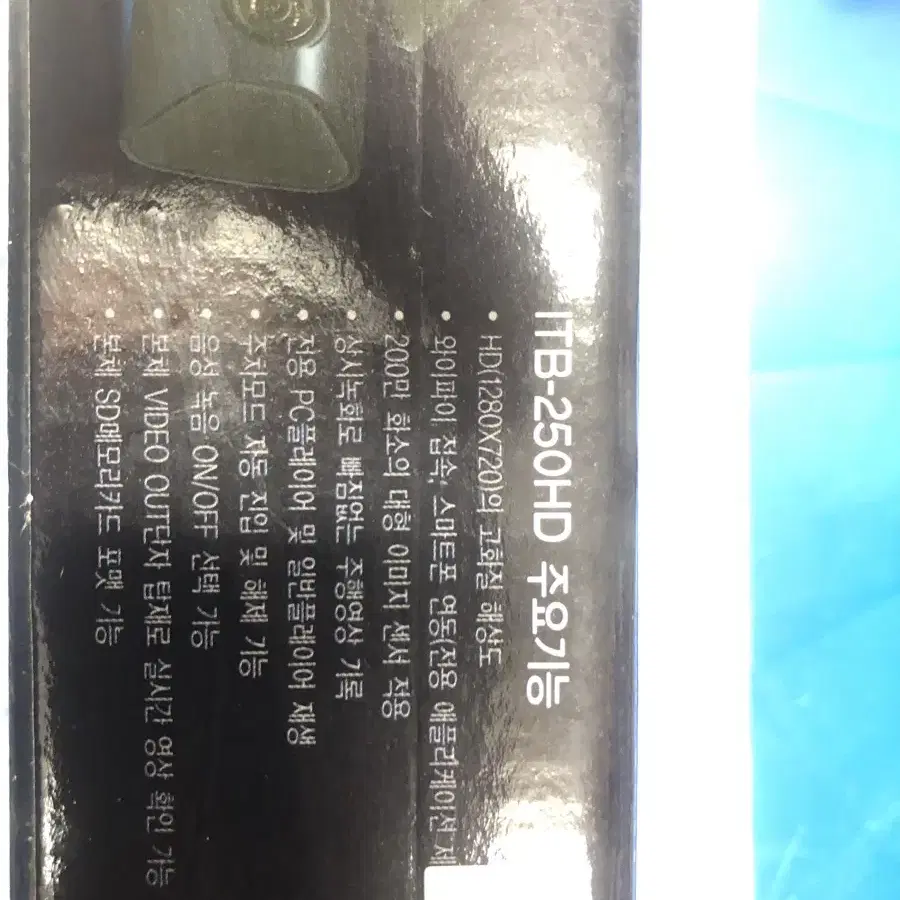 ITB-250HD 주요기능
• HD(1280X720)의 고화질 해상도
• 와이파이 접속, 스마트폰 연동(전용 애플리케이션 제
• 200만 화소의 대형 이미지 센서 적용
• 상시녹화로 빠짐없는 주행영상 기록
• 전용 PC플레이어 및 일반플레이어 재생
• 주차모드 자동 진입 및 해제 기능
• 음성 녹음 ON/OFF 선택 기능
• 본체 VIDEO OUT단자 탑재로 실시간 영상 확인 기능
• 본체 SD메모리카드 포맷 기능